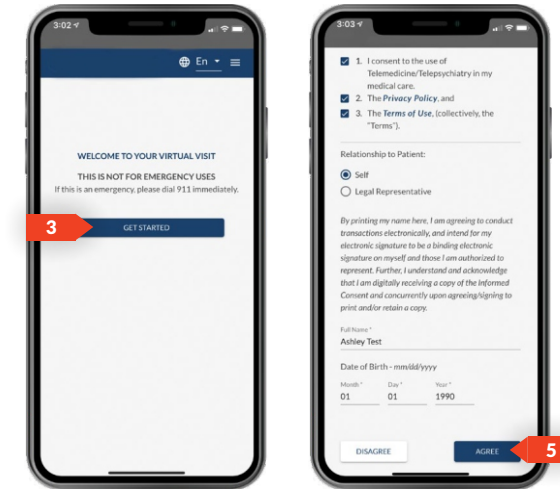 3:02
En
WELCOME TO YOUR VIRTUAL VISIT
THIS IS NOT FOR EMERGENCY USES
If this is an emergency, please dial 911 immediately.
3
GET STARTED
3:03
1. I consent to the use of
Telemedicine/Telepsychiatry in my
medical care.
2. The Privacy Policy, and
3. The Terms of Use, (collectively, the
"Terms").
Relationship to Patient:
Self
Legal Representative
By printing my name here, I am agreeing to conduct
transactions electronically, and intend for my
electronic signature to be a binding electronic
signature on myself and those I am authorized to
represent. Further, I understand and acknowledge
that I am digitally receiving a copy of the Informed
Consent and concurrently upon agreeing/signing to
print and/or retain a copy.
Full Name *
Ashley Test
Date of Birth - mm/dd/yyyy
Month * Day * Year *
01 01 1990
DISAGREE AGREE 5